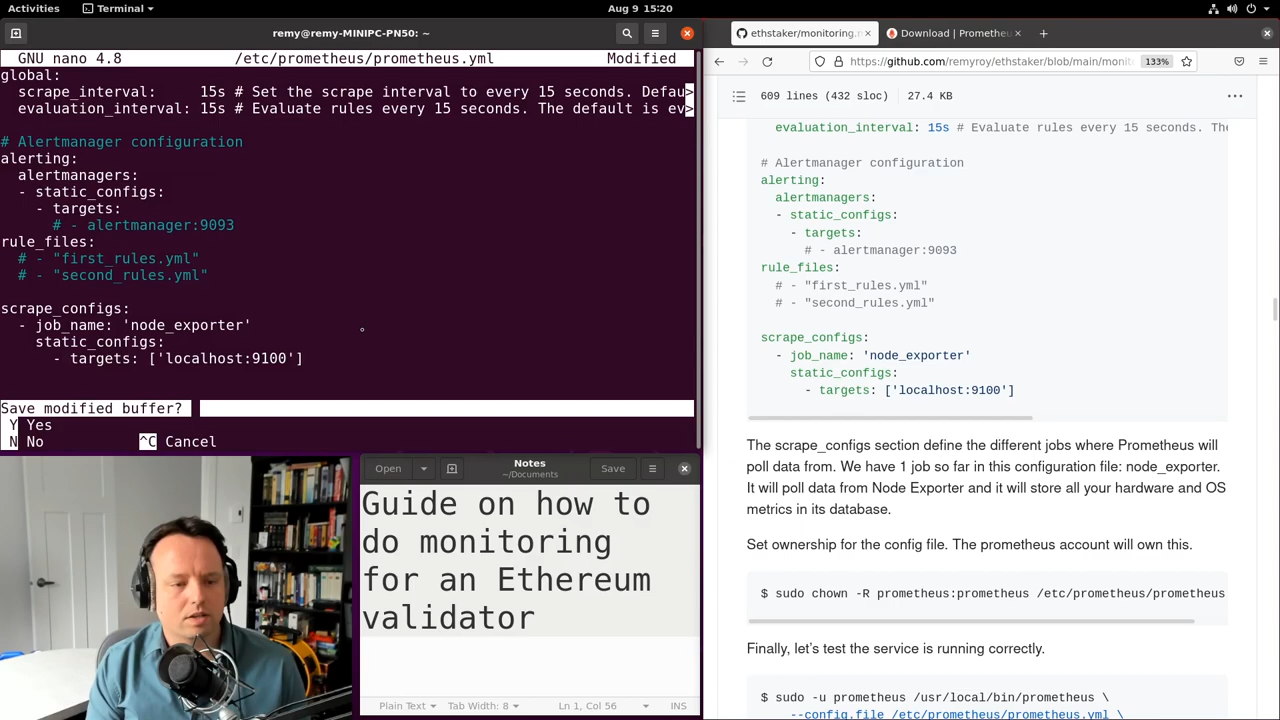 Activities
Terminal
Aug 9 15:20
remy@remy-MINIPC-PN50: ~
GNU nano 4.8 /etc/prometheus/prometheus.yml Modified
global:
scrape_interval: 15s # Set the scrape interval to every 15 seconds. Defau>
evaluation_interval: 15s # Evaluate rules every 15 seconds. The default is ev>
# Alertmanager configuration
alerting:
alertmanagers:
- static_configs:
- targets:
# - alertmanager:9093
rule_files:
# - "first_rules.yml"
# - "second_rules.yml"
scrape_configs:
- job_name: 'node_exporter'
static_configs:
- targets: ['localhost:9100']
Save modified buffer?
Y Yes
N No ^C Cancel
Open
Notes
~/Documents
Save
Guide on how to
do monitoring
for an Ethereum
validator
Plain Text
Tab Width: 8
Ln 1, Col 56
INS
ethstaker/monitoring.m
Download | Prometheu
https://github.com/remyroy/ethstaker/blob/main/monit
133%
609 lines (432 sloc) 27.4 KB
evaluation_interval: 15s # Evaluate rules every 15 seconds. The
# Alertmanager configuration
alerting:
alertmanagers:
- static_configs:
- targets:
# - alertmanager:9093
rule_files:
# - "first_rules.yml"
# - "second_rules.yml"
scrape_configs:
- job_name: 'node_exporter'
static_configs:
- targets: ['localhost:9100']
The scrape_configs section define the different jobs where Prometheus will
poll data from. We have 1 job so far in this configuration file: node_exporter.
It will poll data from Node Exporter and it will store all your hardware and OS
metrics in its database.
Set ownership for the config file. The prometheus account will own this.
$ sudo chown -R prometheus:prometheus /etc/prometheus/prometheus
Finally, let's test the service is running correctly.
$ sudo -u prometheus /usr/local/bin/prometheus \
--config.file /etc/prometheus/prometheus.yml \